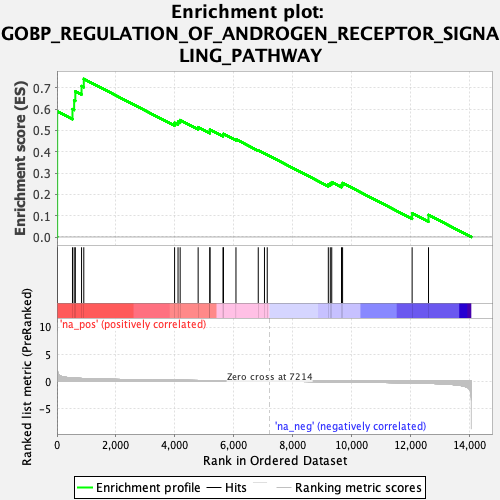 Enrichment plot:
GOBP_REGULATION_OF_ANDROGEN_RECEPTOR_SIGNA
LING_PATHWAY
Enrichment score (ES)
0.7
0.6
0.5
0.4
0.3
0.2
0.1
0.0
'na_pos' (positively correlated)
Ranked list metric (PreRanked)
10
5
0
-5
Zero cross at 7214
'na_neg' (negatively correlated)
0 2,000 4,000 6,000 8,000 10,000 12,000 14,000
Rank in Ordered Dataset
Enrichment profile Hits Ranking metric scores